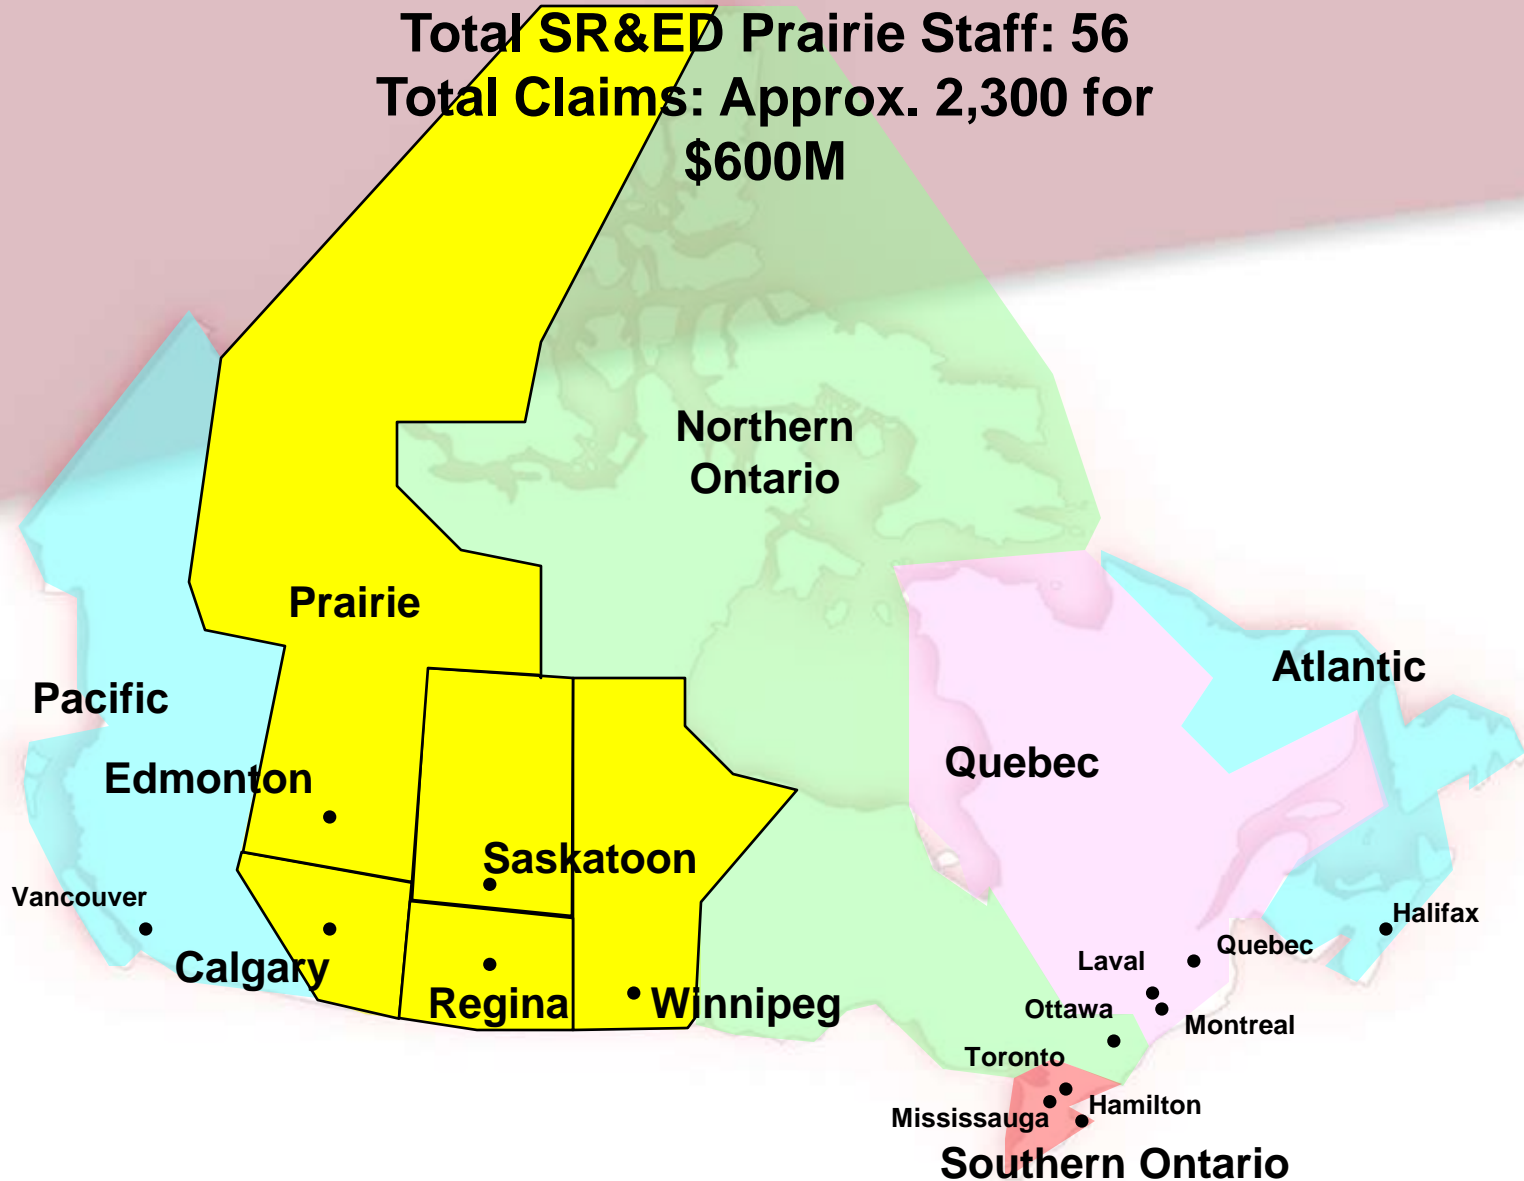 Total SR&ED Prairie Staff: 56
Total Claims: Approx. 2,300 for
$600M
Northern
Ontario
Prairie
Pacific
Atlantic
Edmonton
Quebec
Saskatoon
Vancouver
Halifax
Calgary
Quebec
Laval
Regina
Winnipeg
Ottawa
Montreal
Toronto
Mississauga
Hamilton
Southern Ontario